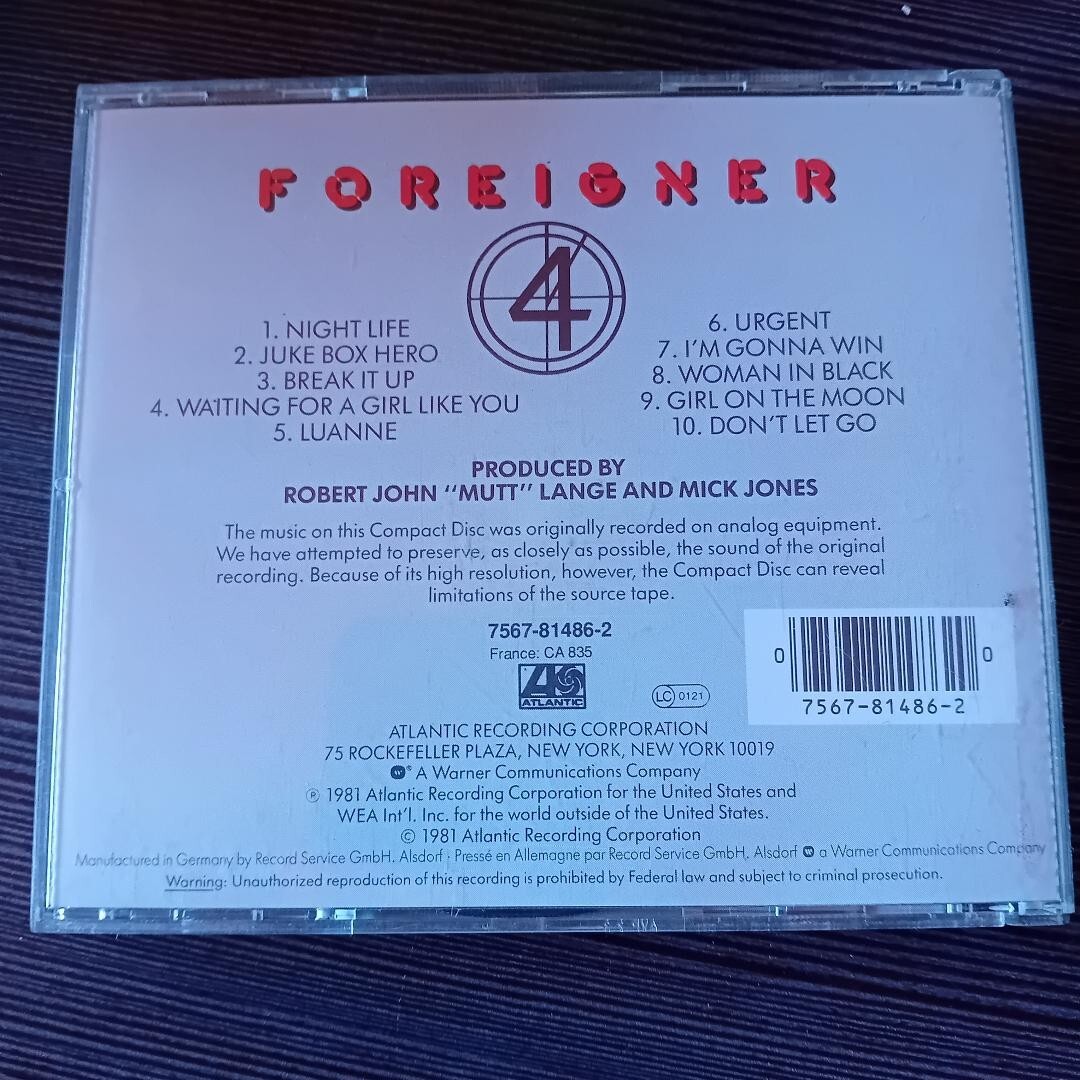 FOREIGNER
4
1. NIGHT LIFE
2. JUKE BOX HERO
3. BREAK IT UP
4. WAITING FOR A GIRL LIKE YOU
5. LUANNE
6. URGENT
7. I'M GONNA WIN
8. WOMAN IN BLACK
9. GIRL ON THE MOON
10. DON'T LET GO
PRODUCED BY
ROBERT JOHN "MUTT" LANGE AND MICK JONES
The music on this Compact Disc was originally recorded on analog equipment.
We have attempted to preserve, as closely as possible, the sound of the original
recording. Because of its high resolution, however, the Compact Disc can reveal
limitations of the source tape.
7567-81486-2
France: CA 835
ATLANTIC
LC 0121
0 0
7567-81486-2
ATLANTIC RECORDING CORPORATION
75 ROCKEFELLER PLAZA, NEW YORK, NEW YORK 10019
® A Warner Communications Company
℗ 1981 Atlantic Recording Corporation for the United States and
WEA Int'l. Inc. for the world outside of the United States.
© 1981 Atlantic Recording Corporation
Manufactured in Germany by Record Service GmbH. Alsdorf · Pressé en Allemagne par Record Service GmbH. Alsdorf a Warner Communications Company
Warning: Unauthorized reproduction of this recording is prohibited by Federal law and subject to criminal prosecution.